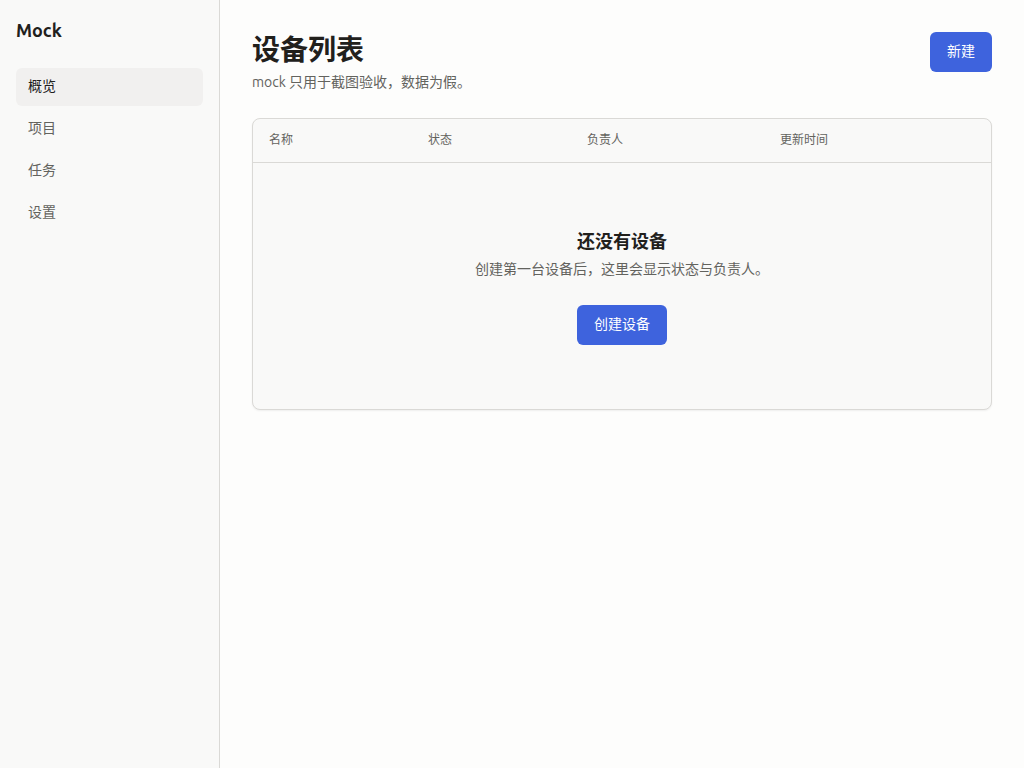 Mock
概览
项目
任务
设置
设备列表
mock 只用于截图验收，数据为假。
新建
名称 状态 负责人 更新时间
还没有设备
创建第一台设备后，这里会显示状态与负责人。
创建设备